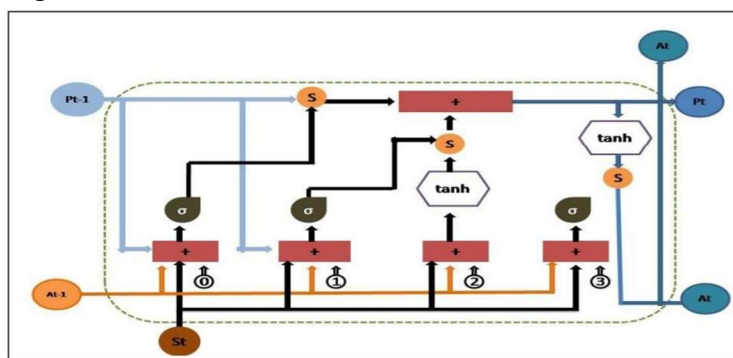 At
Pt-1
S
+
Pt
tanh
S
tanh
S
σ
σ
σ
+
+
+
+
0
1
2
3
At-1
At
St